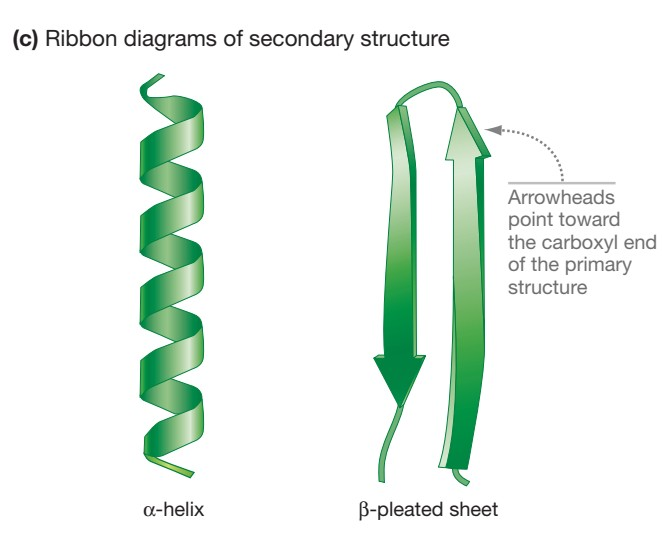 (c) Ribbon diagrams of secondary structure
Arrowheads
point toward
the carboxyl end
of the primary
structure
α-helix
β-pleated sheet